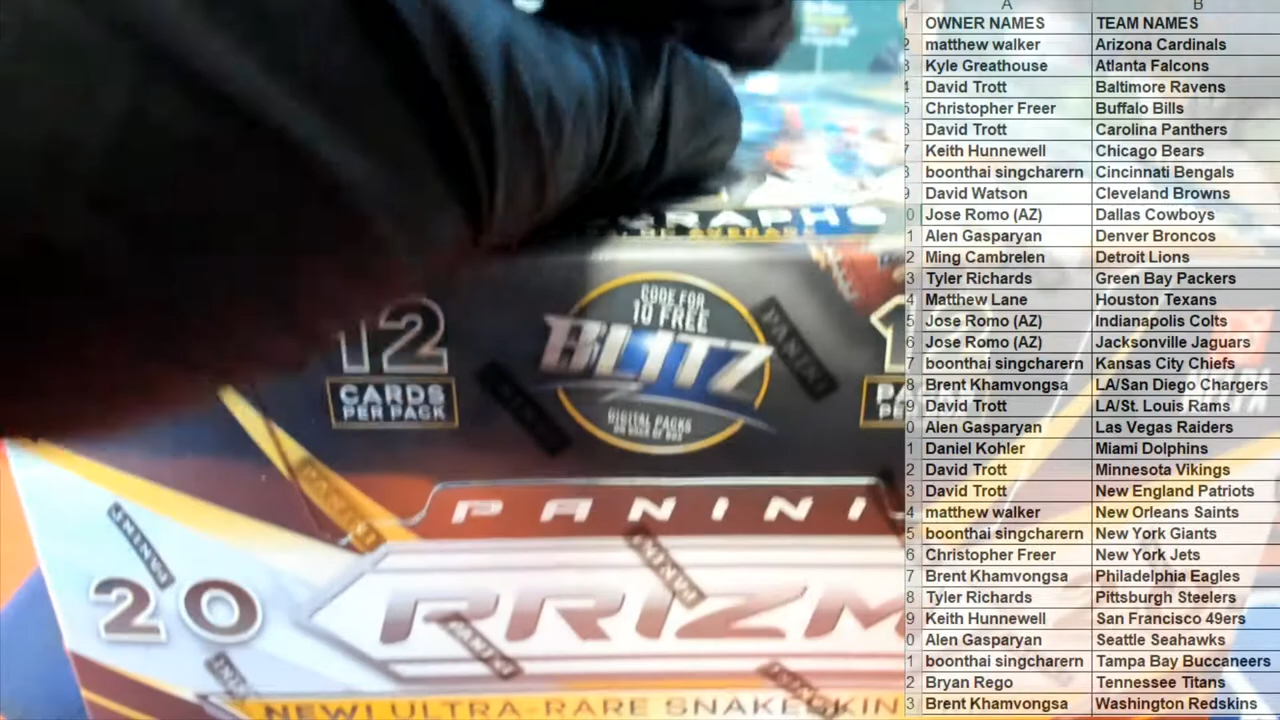 GRAPHS
12
CARDS
PER PACK
CODE FOR
10 FREE
BLITZ
DIGITAL PACKS
PANINI
PANINI
20
PRIZM
NEW! ULTRA-RARE SNAKESKIN
PANINI
PANINI
PANINI
A B
OWNER NAMES TEAM NAMES
matthew walker Arizona Cardinals
Kyle Greathouse Atlanta Falcons
David Trott Baltimore Ravens
Christopher Freer Buffalo Bills
David Trott Carolina Panthers
Keith Hunnewell Chicago Bears
boonthai singcharern Cincinnati Bengals
David Watson Cleveland Browns
Jose Romo (AZ) Dallas Cowboys
Alen Gasparyan Denver Broncos
Ming Cambrelen Detroit Lions
Tyler Richards Green Bay Packers
Matthew Lane Houston Texans
Jose Romo (AZ) Indianapolis Colts
Jose Romo (AZ) Jacksonville Jaguars
boonthai singcharern Kansas City Chiefs
Brent Khamvongsa LA/San Diego Chargers
David Trott LA/St. Louis Rams
Alen Gasparyan Las Vegas Raiders
Daniel Kohler Miami Dolphins
David Trott Minnesota Vikings
David Trott New England Patriots
matthew walker New Orleans Saints
boonthai singcharern New York Giants
Christopher Freer New York Jets
Brent Khamvongsa Philadelphia Eagles
Tyler Richards Pittsburgh Steelers
Keith Hunnewell San Francisco 49ers
Alen Gasparyan Seattle Seahawks
boonthai singcharern Tampa Bay Buccaneers
Bryan Rego Tennessee Titans
Brent Khamvongsa Washington Redskins